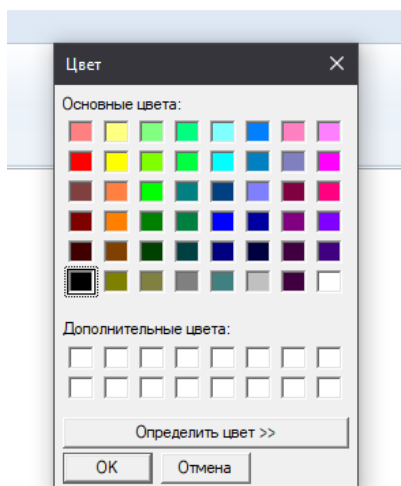 Цвет
Основные цвета:
Дополнительные цвета:
Определить цвет >>
OK
Отмена